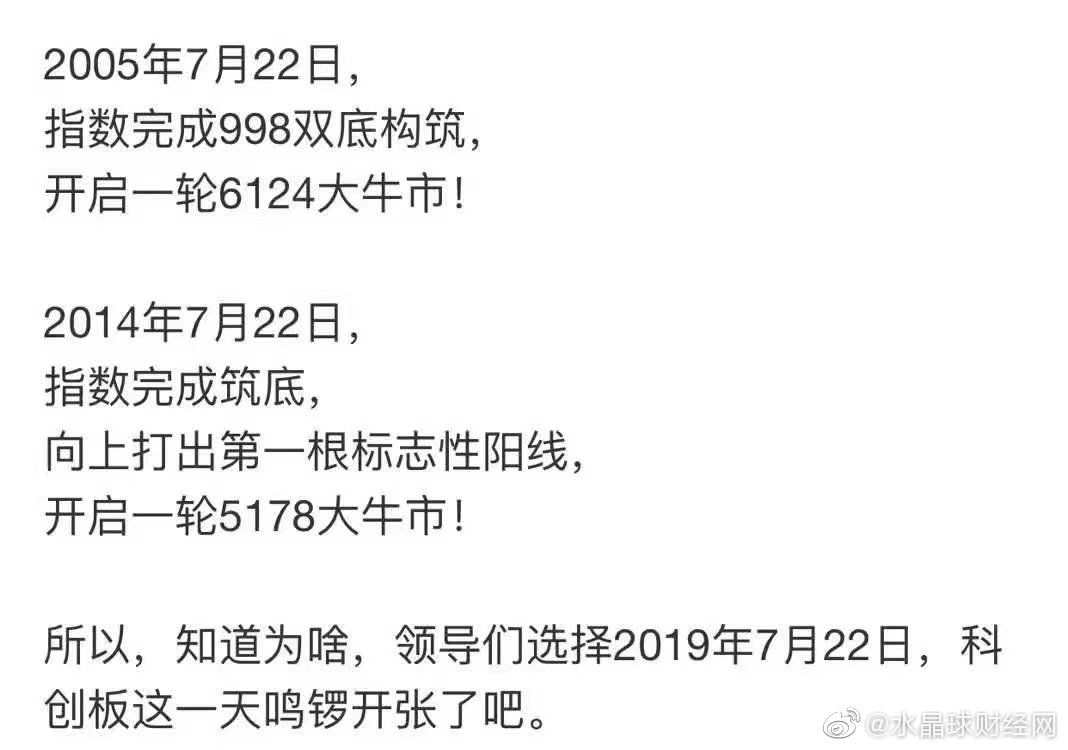 2005年7月22日，
指数完成998双底构筑，
开启一轮6124大牛市！
2014年7月22日，
指数完成筑底，
向上打出第一根标志性阳线，
开启一轮5178大牛市！
所以，知道为啥，领导们选择2019年7月22日，科
创板这一天鸣锣开张了吧。
@水晶球财经网